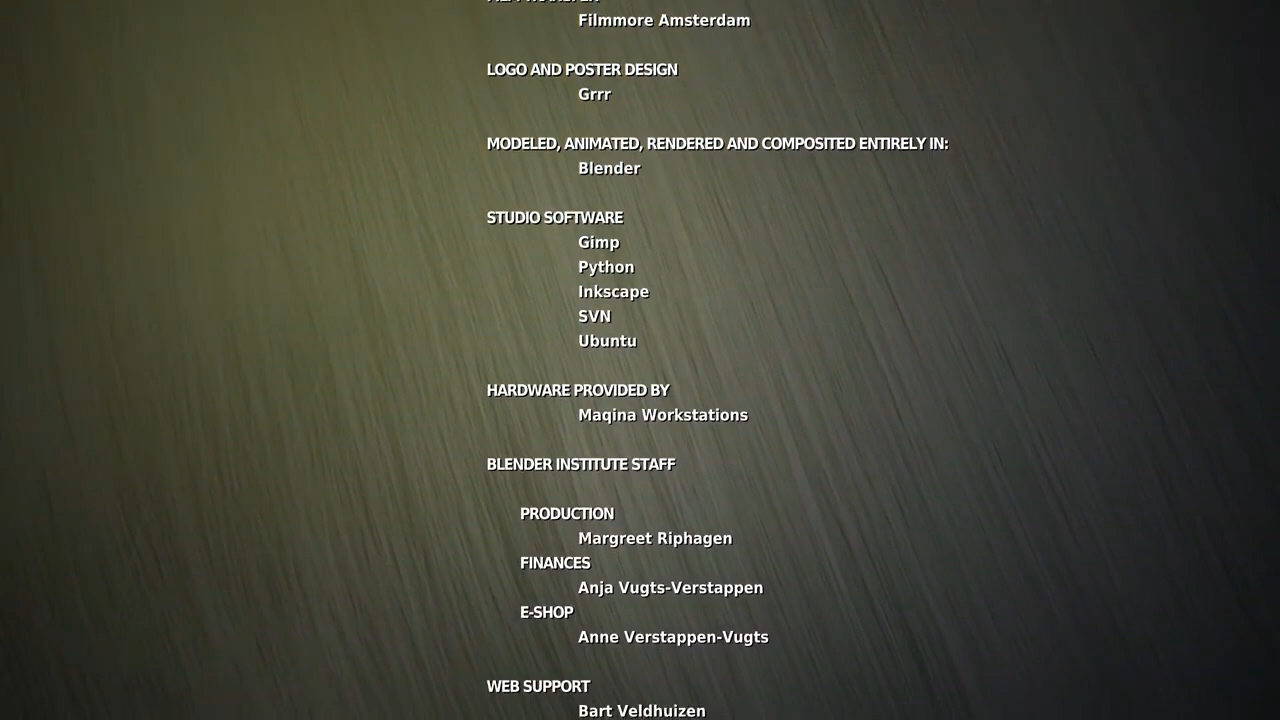 Filmmore Amsterdam
LOGO AND POSTER DESIGN
Grrr
MODELED, ANIMATED, RENDERED AND COMPOSITED ENTIRELY IN:
Blender
STUDIO SOFTWARE
Gimp
Python
Inkscape
SVN
Ubuntu
HARDWARE PROVIDED BY
Maqina Workstations
BLENDER INSTITUTE STAFF
PRODUCTION
Margreet Riphagen
FINANCES
Anja Vugts-Verstappen
E-SHOP
Anne Verstappen-Vugts
WEB SUPPORT
Bart Veldhuizen